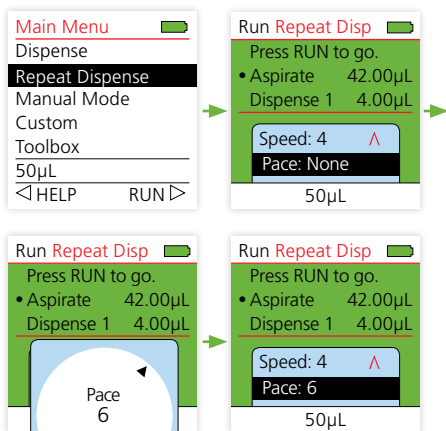 Main Menu
Dispense
Repeat Dispense
Manual Mode
Custom
Toolbox
50µL
HELP RUN
Run Repeat Disp
Press RUN to go.
• Aspirate 42.00µL
Dispense 1 4.00µL
Speed: 4
Pace: None
50µL
Run Repeat Disp
Press RUN to go.
• Aspirate 42.00µL
Dispense 1 4.00µL
Pace
6
Run Repeat Disp
Press RUN to go.
• Aspirate 42.00µL
Dispense 1 4.00µL
Speed: 4
Pace: 6
50µL